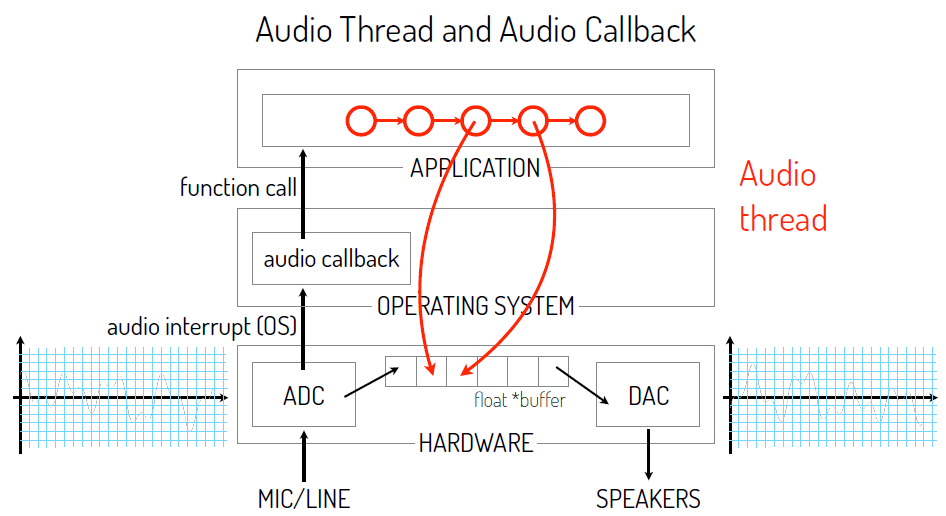 Audio Thread and Audio Callback
APPLICATION
function call
Audio
thread
audio callback
OPERATING SYSTEM
audio interrupt (OS)
ADC
float *buffer
DAC
HARDWARE
MIC/LINE
SPEAKERS